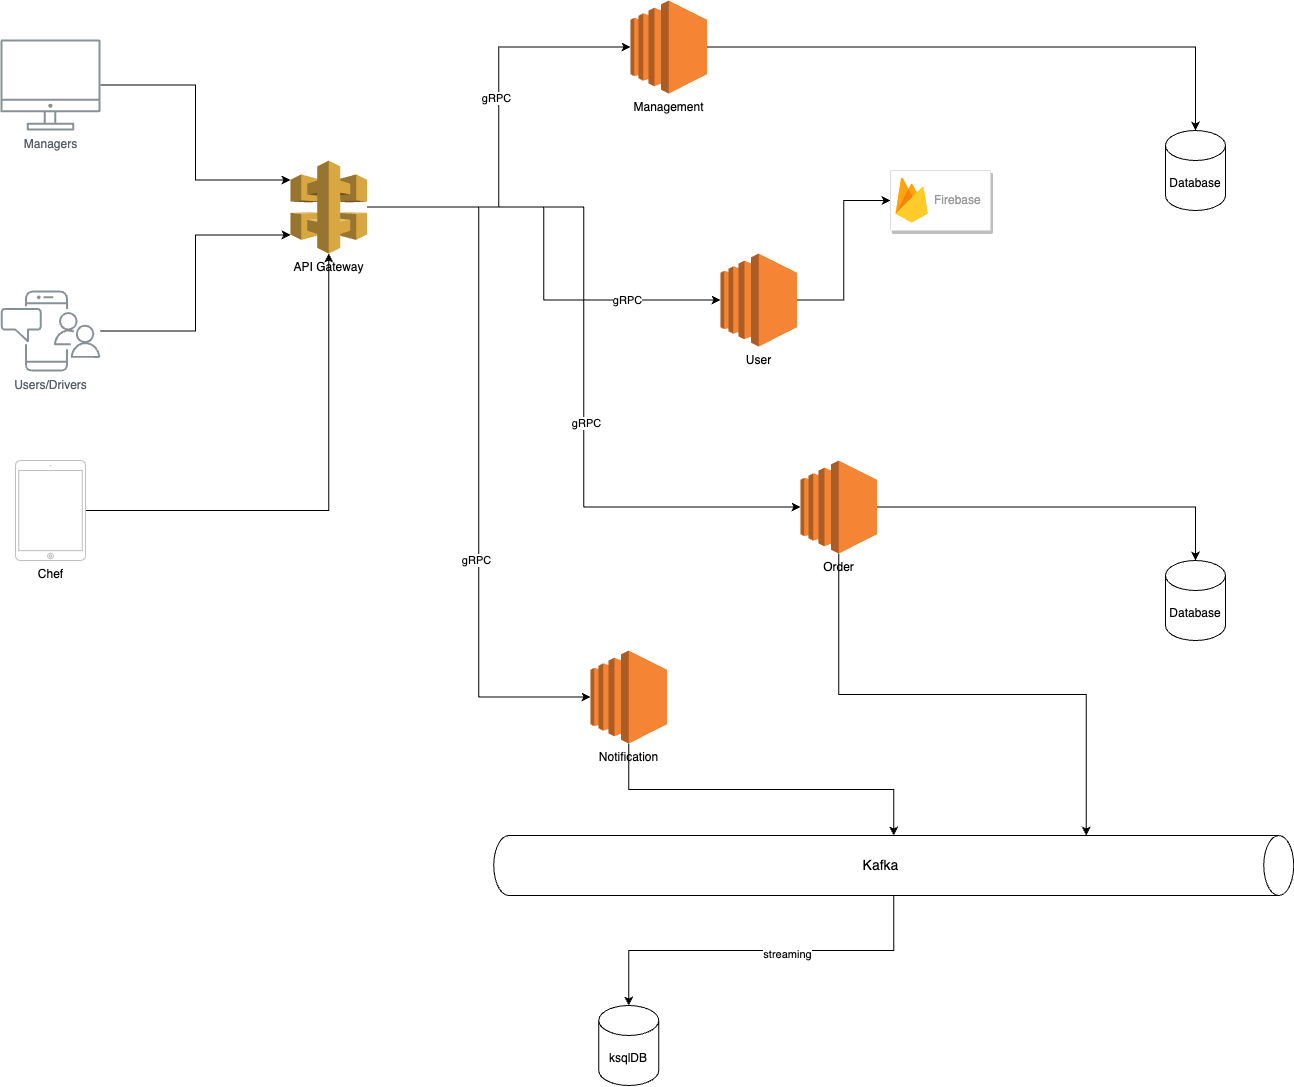 gRPC
Management
Managers
Database
Firebase
API Gateway
gRPC
User
Users/Drivers
gRPC
gRPC
Order
Chef
Database
Notification
Kafka
streaming
ksqlDB